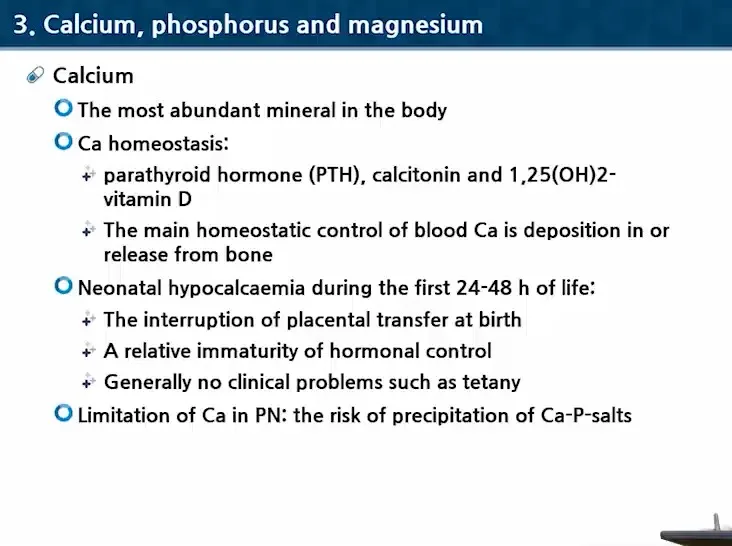 3. Calcium, phosphorus and magnesium
Calcium
The most abundant mineral in the body
Ca homeostasis:
parathyroid hormone (PTH), calcitonin and 1,25(OH)2-
vitamin D
The main homeostatic control of blood Ca is deposition in or
release from bone
Neonatal hypocalcaemia during the first 24-48 h of life:
The interruption of placental transfer at birth
A relative immaturity of hormonal control
Generally no clinical problems such as tetany
Limitation of Ca in PN: the risk of precipitation of Ca-P-salts